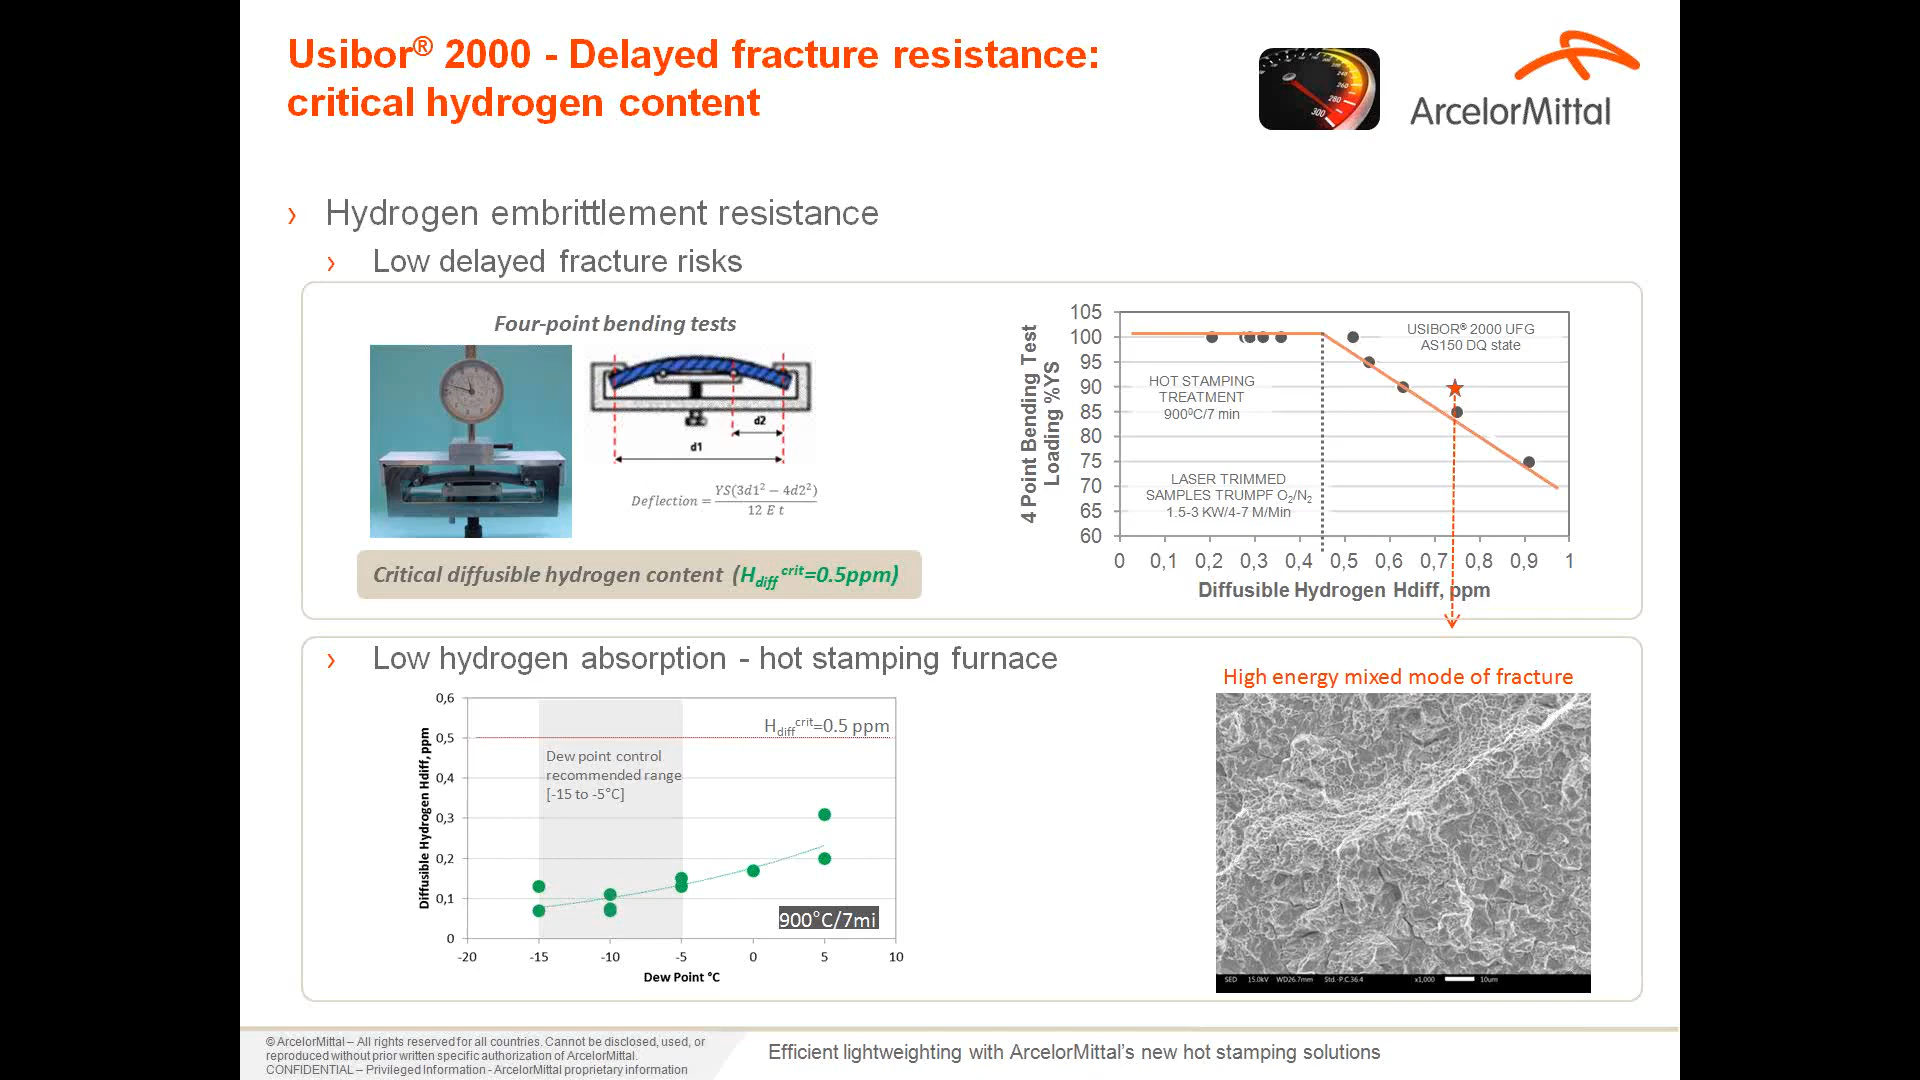 Usibor® 2000 - Delayed fracture resistance:
critical hydrogen content
ArcelorMittal
› Hydrogen embrittlement resistance
› Low delayed fracture risks
Four-point bending tests
d2
d1
Deflection = YS(3d1² − 4d2²) / 12 E t
Critical diffusible hydrogen content (Hdiff crit=0.5ppm)
4 Point Bending Test
Loading %YS
105
100
95
90
85
80
75
70
65
60
USIBOR® 2000 UFG
AS150 DQ state
HOT STAMPING
TREATMENT
900⁰C/7 min
LASER TRIMMED
SAMPLES TRUMPF O₂/N₂
1.5-3 KW/4-7 M/Min
0 0,1 0,2 0,3 0,4 0,5 0,6 0,7 0,8 0,9 1
Diffusible Hydrogen Hdiff, ppm
› Low hydrogen absorption - hot stamping furnace
Diffusible Hydrogen Hdiff, ppm
0,6
0,5
0,4
0,3
0,2
0,1
0
Hdiff crit=0.5 ppm
Dew point control
recommended range
[-15 to -5°C]
900°C/7mi
-20 -15 -10 -5 0 5 10
Dew Point °C
High energy mixed mode of fracture
SED 15.0kV WD26.7mm Std.-P.C.36.4 x1,000 10µm
© ArcelorMittal – All rights reserved for all countries. Cannot be disclosed, used, or
reproduced without prior written specific authorization of ArcelorMittal.
CONFIDENTIAL – Privileged Information - ArcelorMittal proprietary information
Efficient lightweighting with ArcelorMittal's new hot stamping solutions